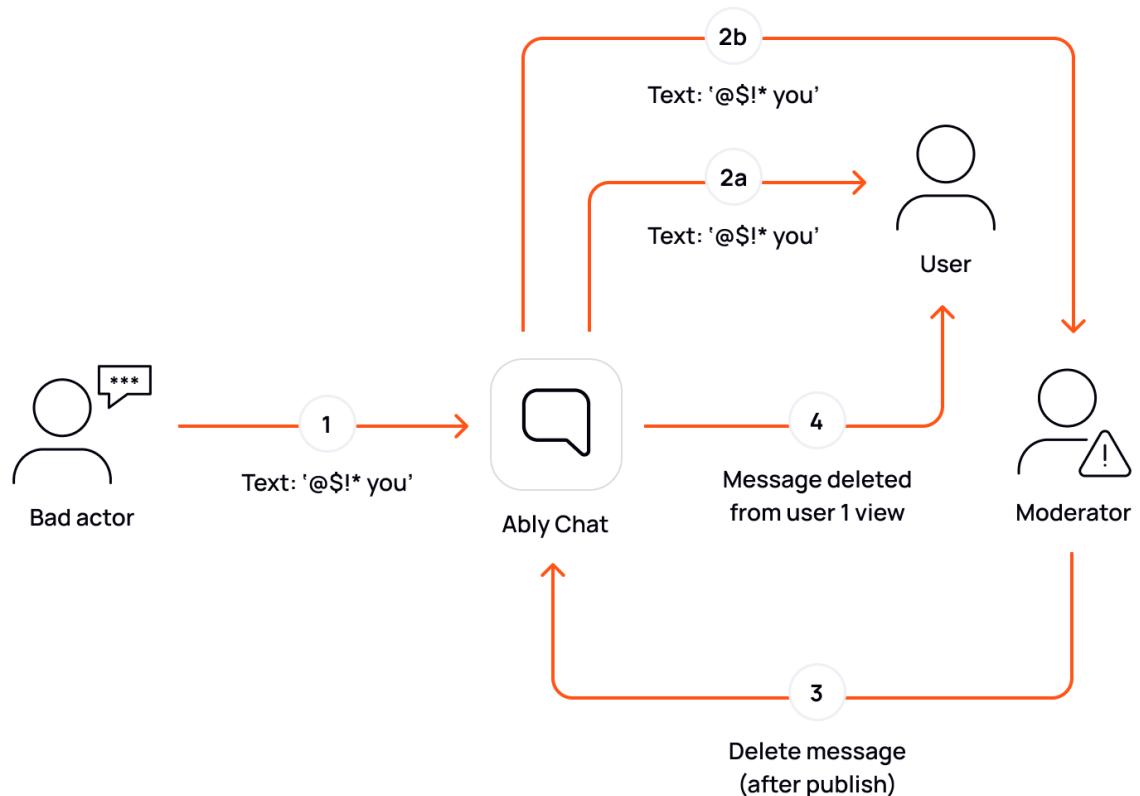 2b
Text: ‘@$!* you’
2a
Text: ‘@$!* you’
User
***
1
Text: ‘@$!* you’
Bad actor
Ably Chat
4
Message deleted
from user 1 view
!
Moderator
3
Delete message
(after publish)